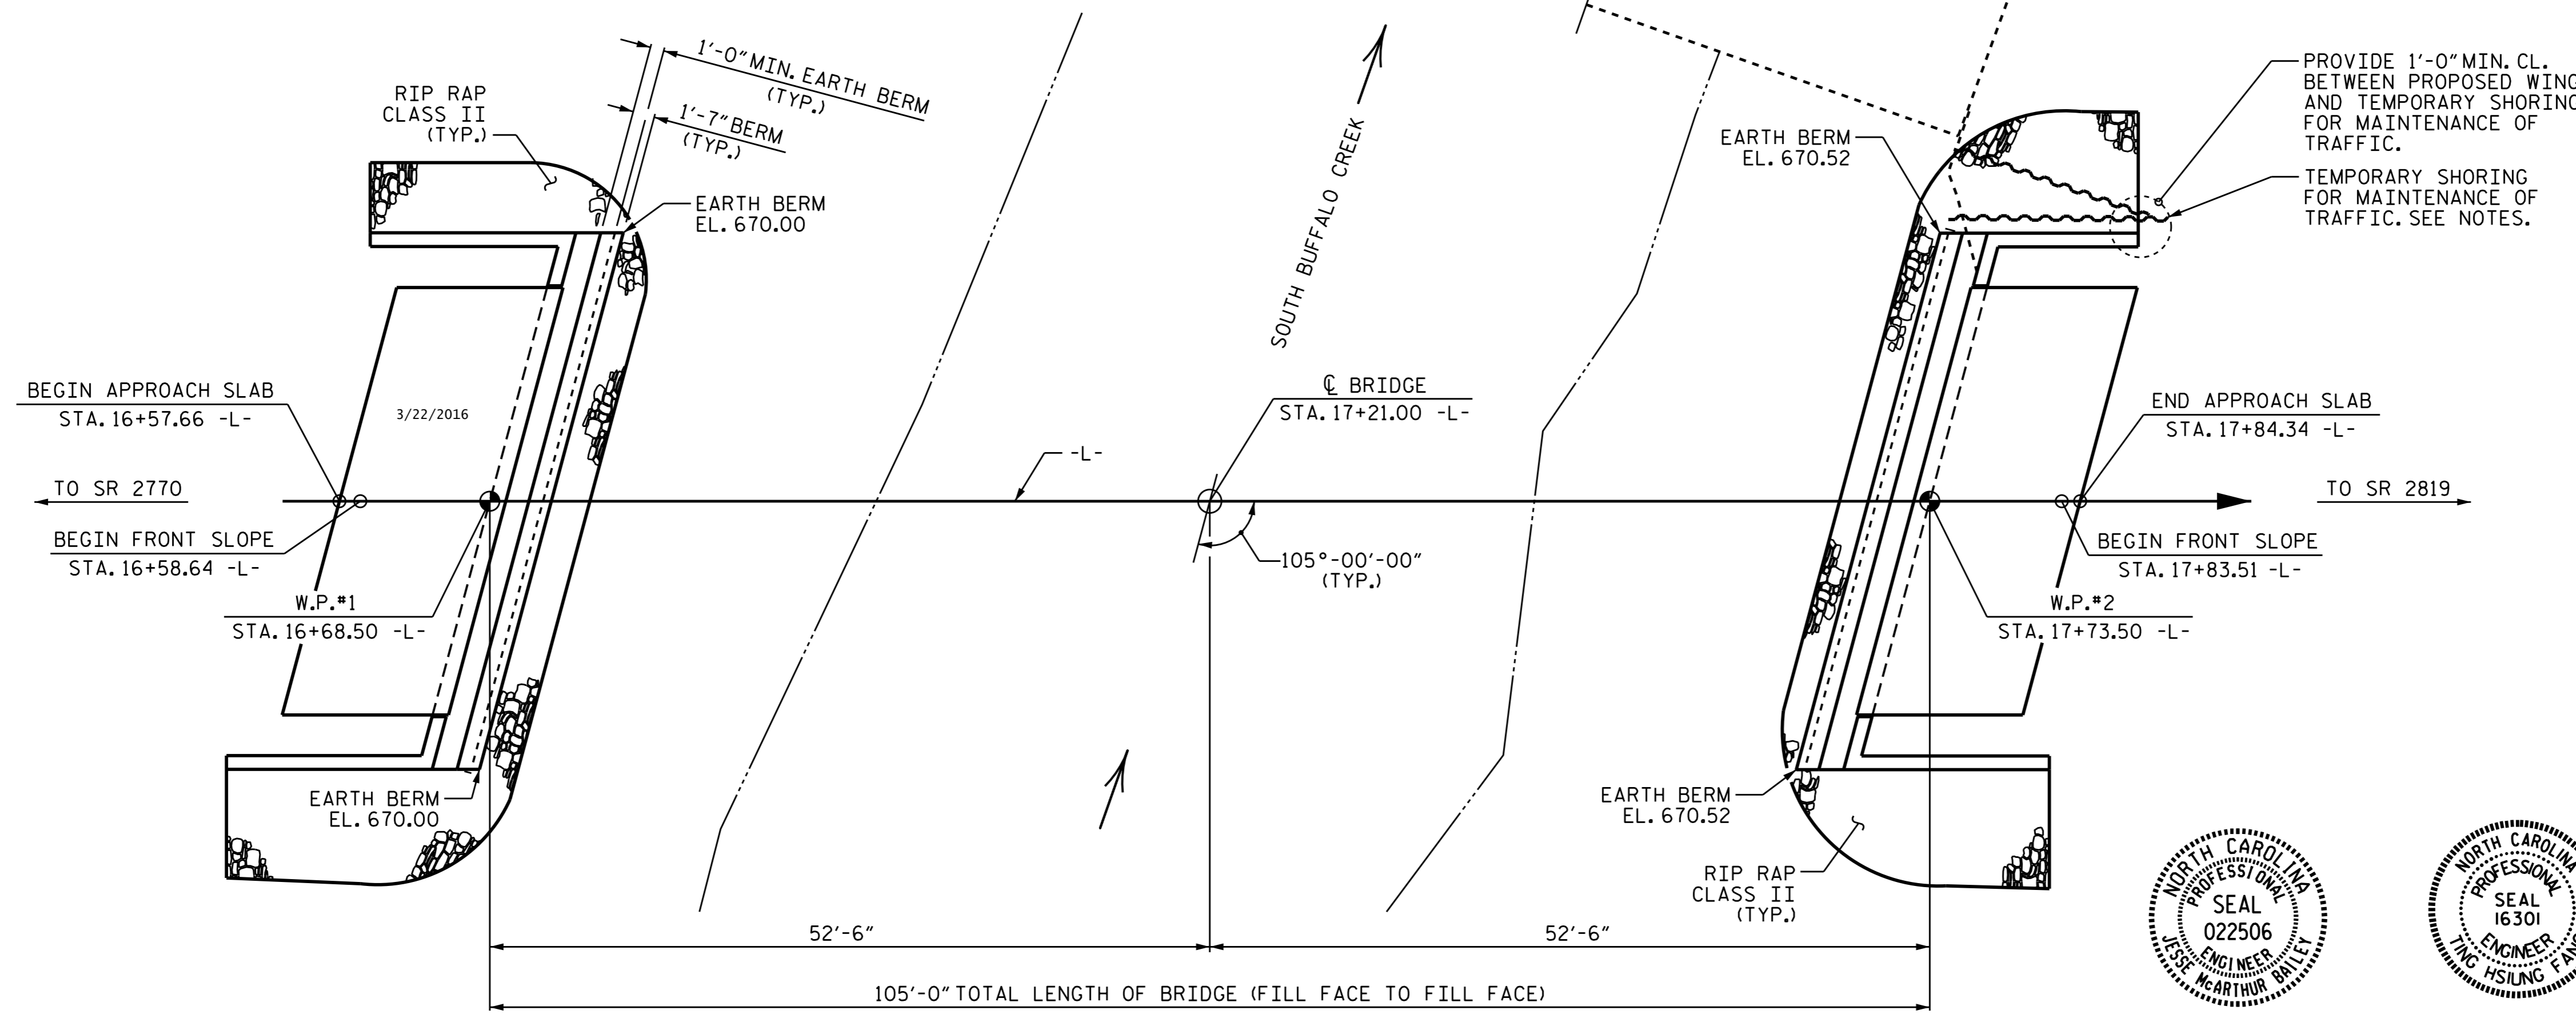 1'-0" MIN. EARTH BERM
(TYP.)
1'-7" BERM
(TYP.)
RIP RAP
CLASS II
(TYP.)
EARTH BERM
EL. 670.00
SOUTH BUFFALO CREEK
EARTH BERM
EL. 670.52
PROVIDE 1'-0" MIN. CL.
BETWEEN PROPOSED WING
AND TEMPORARY SHORING
FOR MAINTENANCE OF
TRAFFIC.
TEMPORARY SHORING
FOR MAINTENANCE OF
TRAFFIC. SEE NOTES.
BEGIN APPROACH SLAB
STA. 16+57.66 -L-
3/22/2016
℄ BRIDGE
STA. 17+21.00 -L-
END APPROACH SLAB
STA. 17+84.34 -L-
-L-
TO SR 2770
TO SR 2819
BEGIN FRONT SLOPE
STA. 16+58.64 -L-
105°-00'-00"
(TYP.)
BEGIN FRONT SLOPE
STA. 17+83.51 -L-
W.P.#1
STA. 16+68.50 -L-
W.P.#2
STA. 17+73.50 -L-
EARTH BERM
EL. 670.00
EARTH BERM
EL. 670.52
RIP RAP
CLASS II
(TYP.)
52'-6"
52'-6"
105'-0" TOTAL LENGTH OF BRIDGE (FILL FACE TO FILL FACE)
NORTH CAROLINA
PROFESSIONAL
SEAL
022506
ENGINEER
JESSE McARTHUR BAILEY
NORTH CAROLINA
PROFESSIONAL
SEAL
16301
ENGINEER
TING HSIUNG FANG